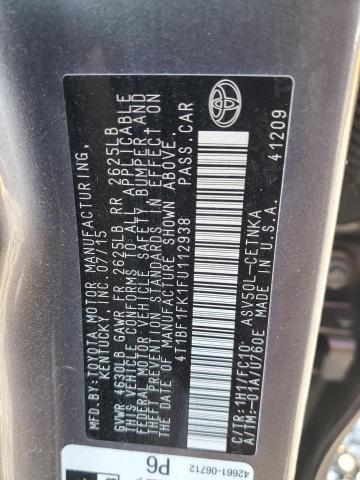 MFD.BY:TOYOTA MOTOR MANUFACTURING,
KENTUCKY, INC. 07/15
GVWR 4630LB GAWR FR 2625LB RR 2625LB
THIS VEHICLE CONFORMS TO ALL APPLICABLE
FEDERAL MOTOR VEHICLE SAFETY, BUMPER, AND
THEFT PREVENTION STANDARDS IN EFFECT ON
THE DATE OF MANUFACTURE SHOWN ABOVE.
4T1BF1FK1FU112938 PASS.CAR
C/TR:1H1/FC10 ASV50L-CETNKA
A/TM:-01A/U760E MADE IN U.S.A.
41209
42661-06712
P6